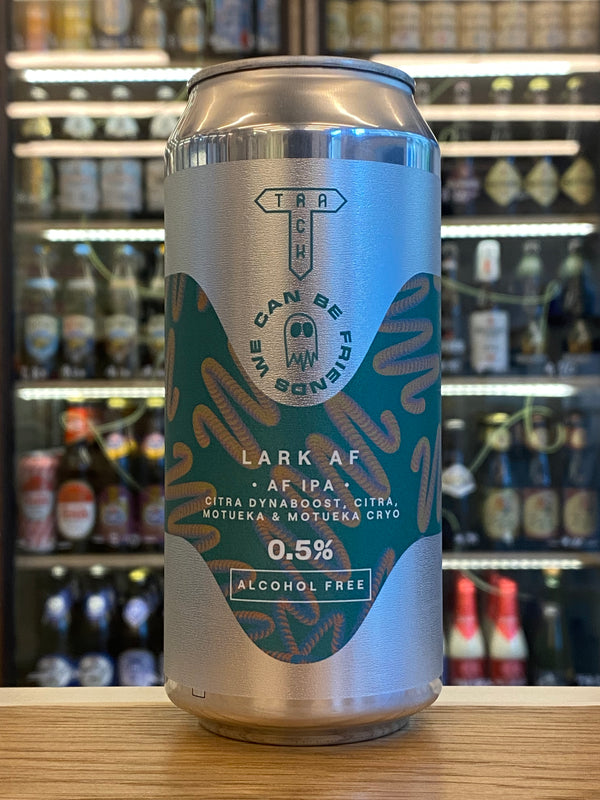 TRACK
WE CAN BE FRIENDS
LARK AF
• AF IPA •
CITRA DYNABOOST, CITRA,
MOTUEKA & MOTUEKA CRYO
0.5%
ALCOHOL FREE